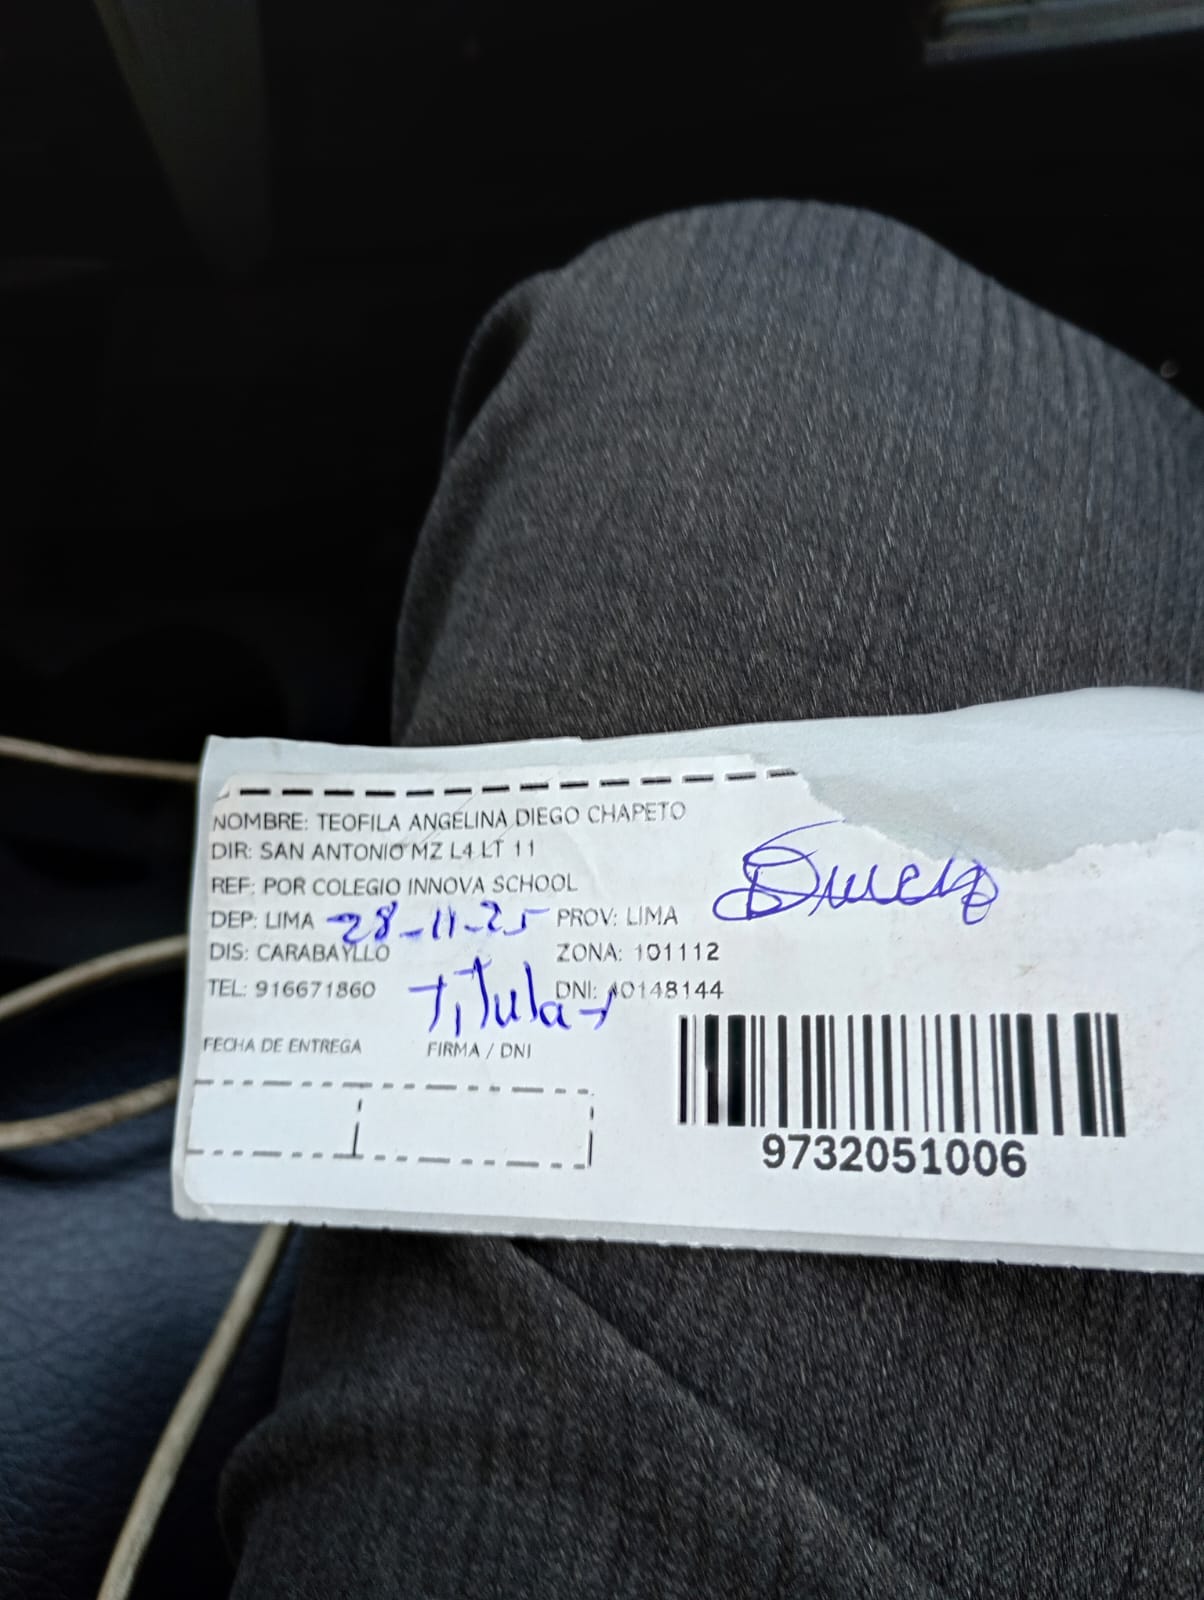 NOMBRE: TEOFILA ANGELINA DIEGO CHAPETO
DIR: SAN ANTONIO MZ L4 LT 11
REF: POR COLEGIO INNOVA SCHOOL
DEP: LIMA 28-11-25 PROV: LIMA
DIS: CARABAYLLO ZONA: 101112
TEL: 916671860 Titular DNI: 40148144
FECHA DE ENTREGA FIRMA / DNI
9732051006